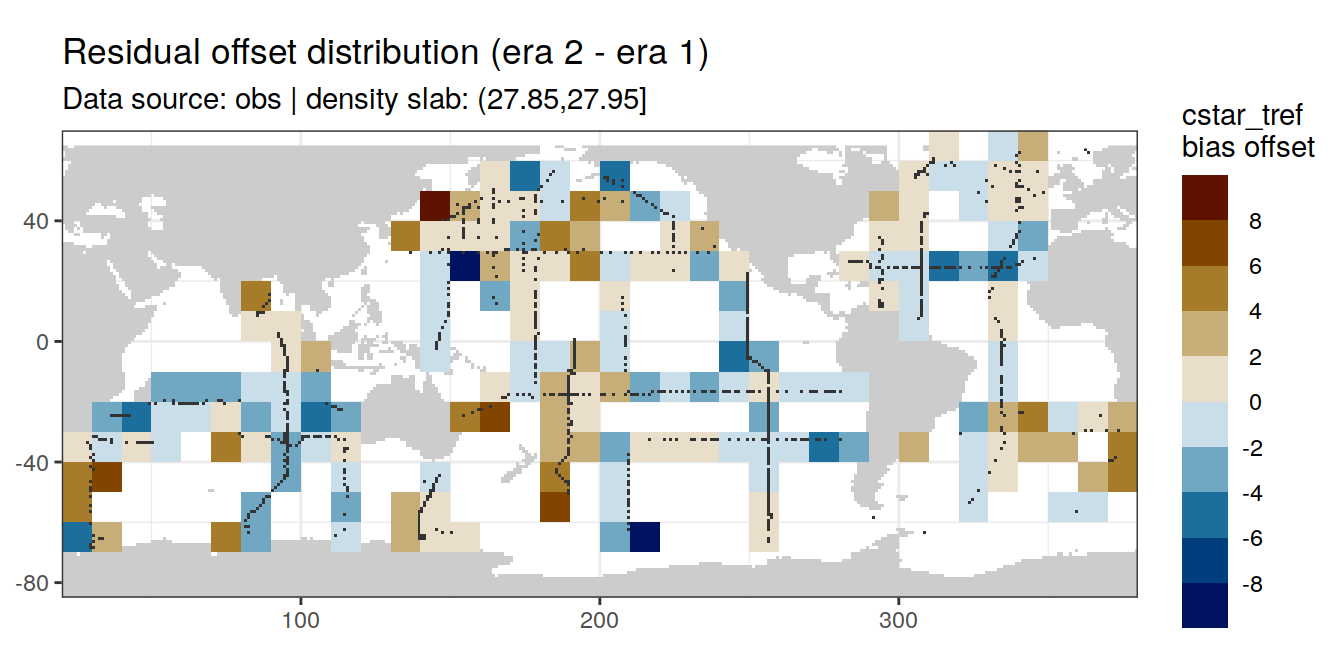 Residual offset distribution (era 2 - era 1)
Data source: obs | density slab: (27.85,27.95]
cstar_tref
bias offset
8
6
4
2
0
-2
-4
-6
-8
40
0
-40
-80
100 200 300